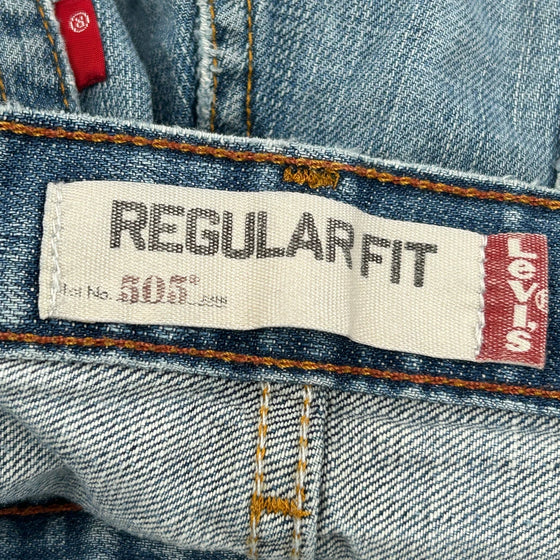 ®
REGULAR FIT
Lot No. 505®
Levi's®